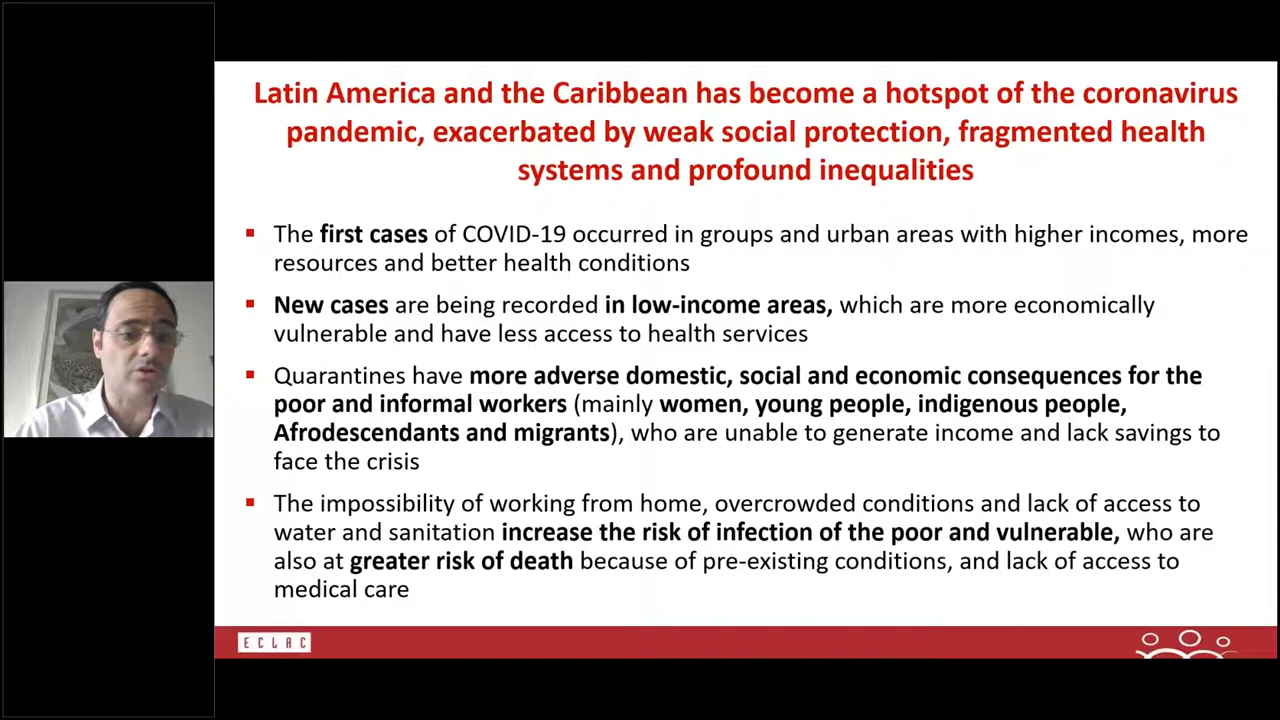 Latin America and the Caribbean has become a hotspot of the coronavirus
pandemic, exacerbated by weak social protection, fragmented health
systems and profound inequalities
▪ The first cases of COVID-19 occurred in groups and urban areas with higher incomes, more
resources and better health conditions
▪ New cases are being recorded in low-income areas, which are more economically
vulnerable and have less access to health services
▪ Quarantines have more adverse domestic, social and economic consequences for the
poor and informal workers (mainly women, young people, indigenous people,
Afrodescendants and migrants), who are unable to generate income and lack savings to
face the crisis
▪ The impossibility of working from home, overcrowded conditions and lack of access to
water and sanitation increase the risk of infection of the poor and vulnerable, who are
also at greater risk of death because of pre-existing conditions, and lack of access to
medical care
ECLAC